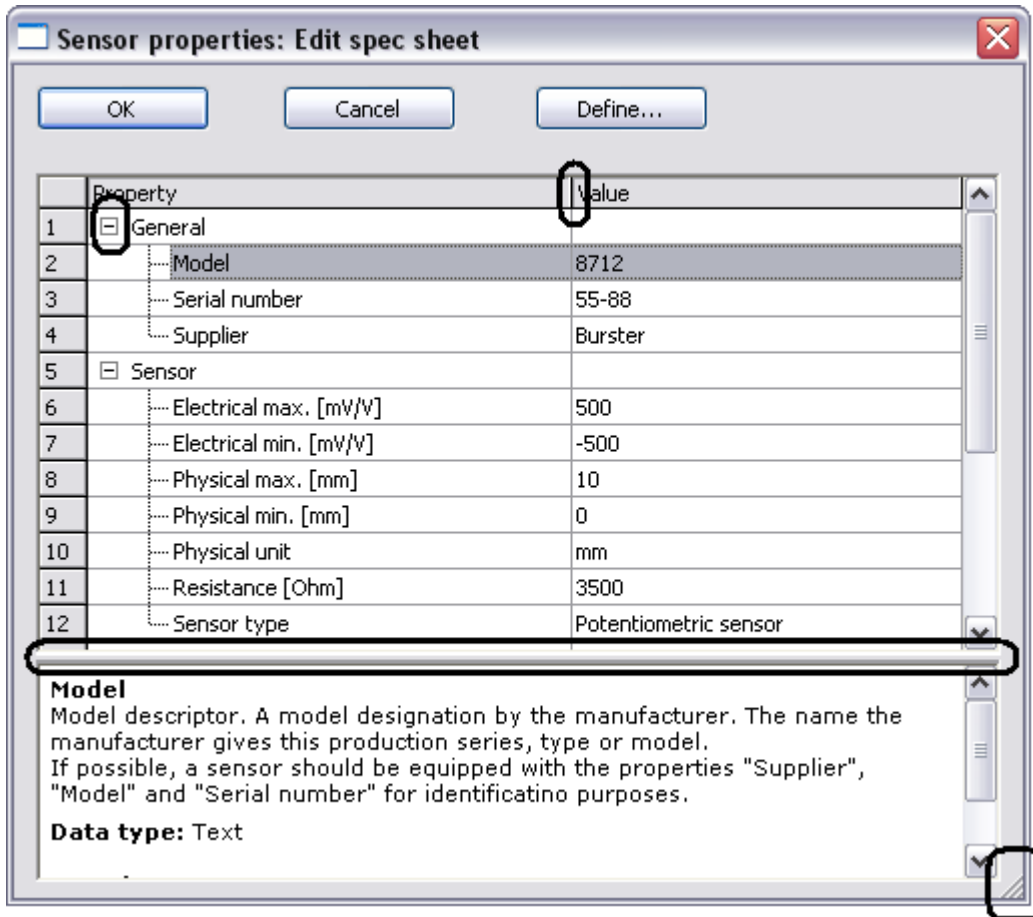 Sensor properties: Edit spec sheet
OK Cancel Define...
Property Value
1 General
2 Model 8712
3 Serial number 55-88
4 Supplier Burster
5 Sensor
6 Electrical max. [mV/V] 500
7 Electrical min. [mV/V] -500
8 Physical max. [mm] 10
9 Physical min. [mm] 0
10 Physical unit mm
11 Resistance [Ohm] 3500
12 Sensor type Potentiometric sensor
Model
Model descriptor. A model designation by the manufacturer. The name the
manufacturer gives this production series, type or model.
If possible, a sensor should be equipped with the properties "Supplier",
"Model" and "Serial number" for identificatino purposes.
Data type: Text